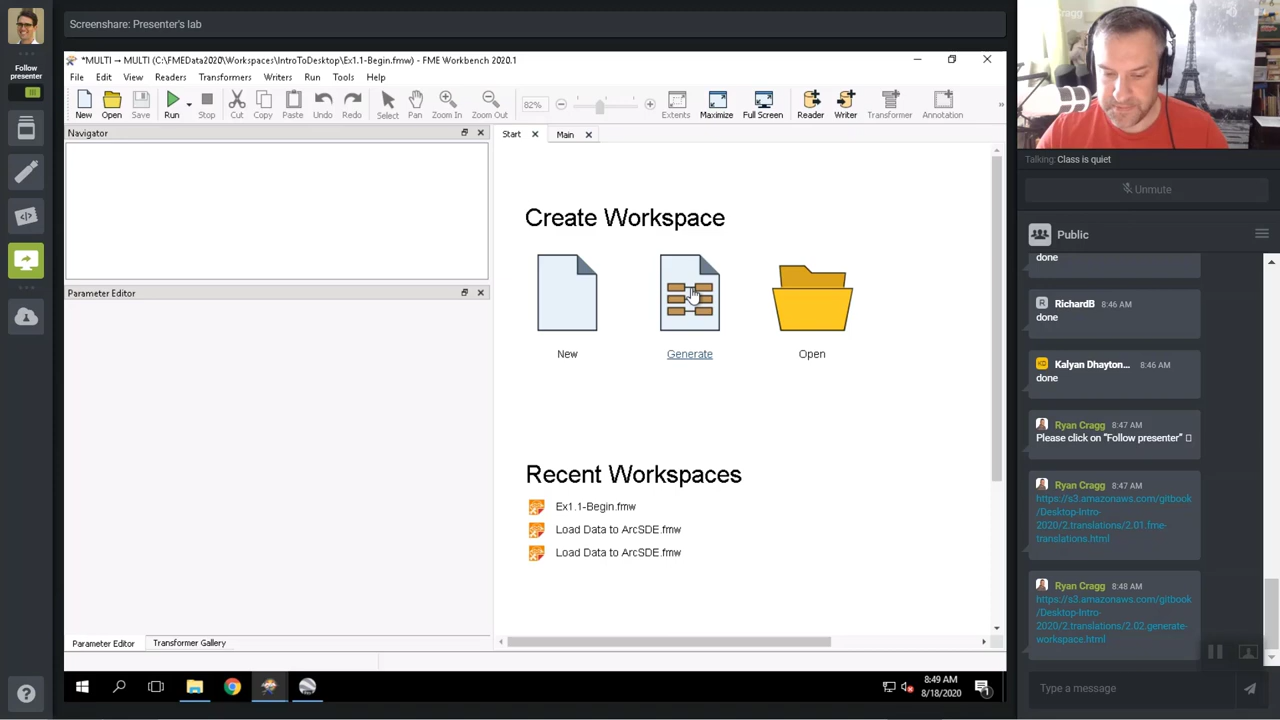 Screenshare: Presenter's lab
Follow
presenter
*MULTI → MULTI (C:\FMEData2020\Workspaces\IntroToDesktop\Ex1.1-Begin.fmw) - FME Workbench 2020.1
File Edit View Readers Transformers Writers Run Tools Help
New Open Save Run Stop Cut Copy Paste Undo Redo Select Pan Zoom In Zoom Out 82% Extents Maximize Full Screen Reader Writer Transformer Annotation
Navigator
Start Main
Create Workspace
New Generate Open
Parameter Editor
Recent Workspaces
Ex1.1-Begin.fmw
Load Data to ArcSDE.fmw
Load Data to ArcSDE.fmw
Parameter Editor Transformer Gallery
8:49 AM
8/18/2020
Talking: Class is quiet
Unmute
Public
done
RichardB 8:46 AM
done
Kalyan Dhayton... 8:46 AM
done
Ryan Cragg 8:47 AM
Please click on “Follow presenter”
Ryan Cragg 8:47 AM
https://s3.amazonaws.com/gitbook
/Desktop-Intro-
2020/2.translations/2.01.fme-
translations.html
Ryan Cragg 8:48 AM
https://s3.amazonaws.com/gitbook
/Desktop-Intro-
2020/2.translations/2.02.generate-
workspace.html
Type a message